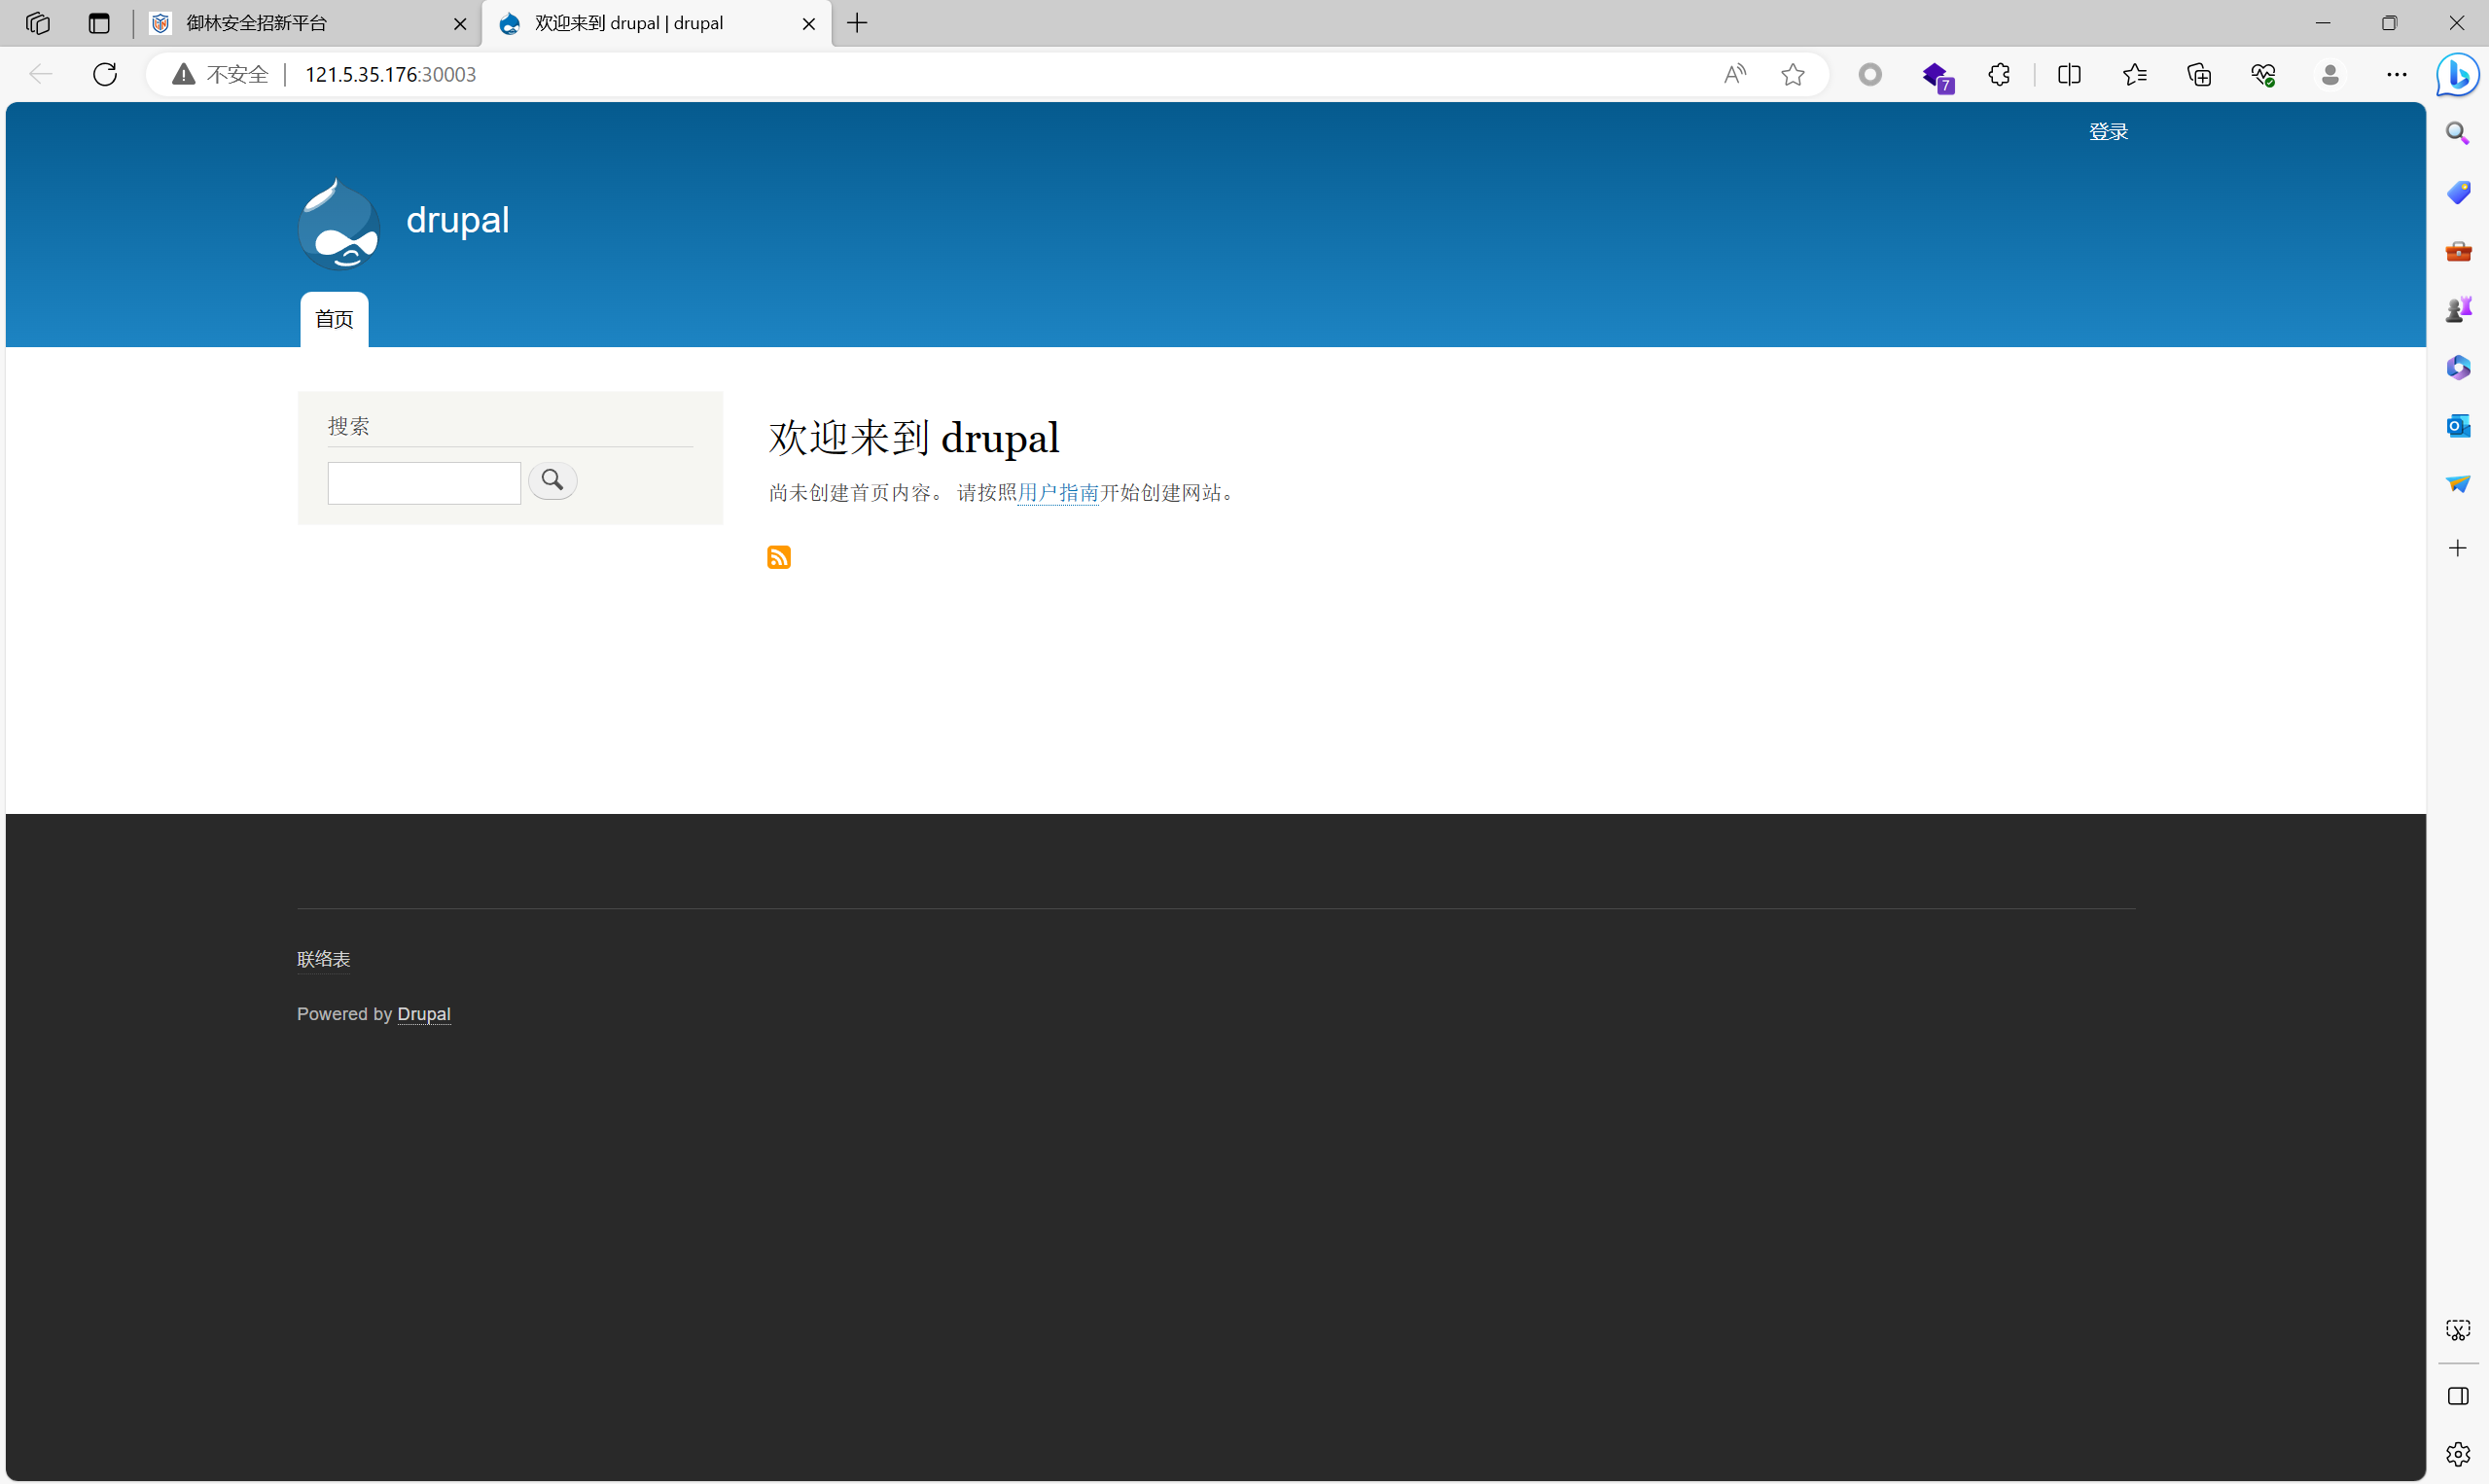 御林安全招新平台
欢迎来到 drupal | drupal
不安全
121.5.35.176:30003
7
登录
drupal
首页
搜索
欢迎来到 drupal
尚未创建首页内容。 请按照用户指南开始创建网站。
联络表
Powered by Drupal